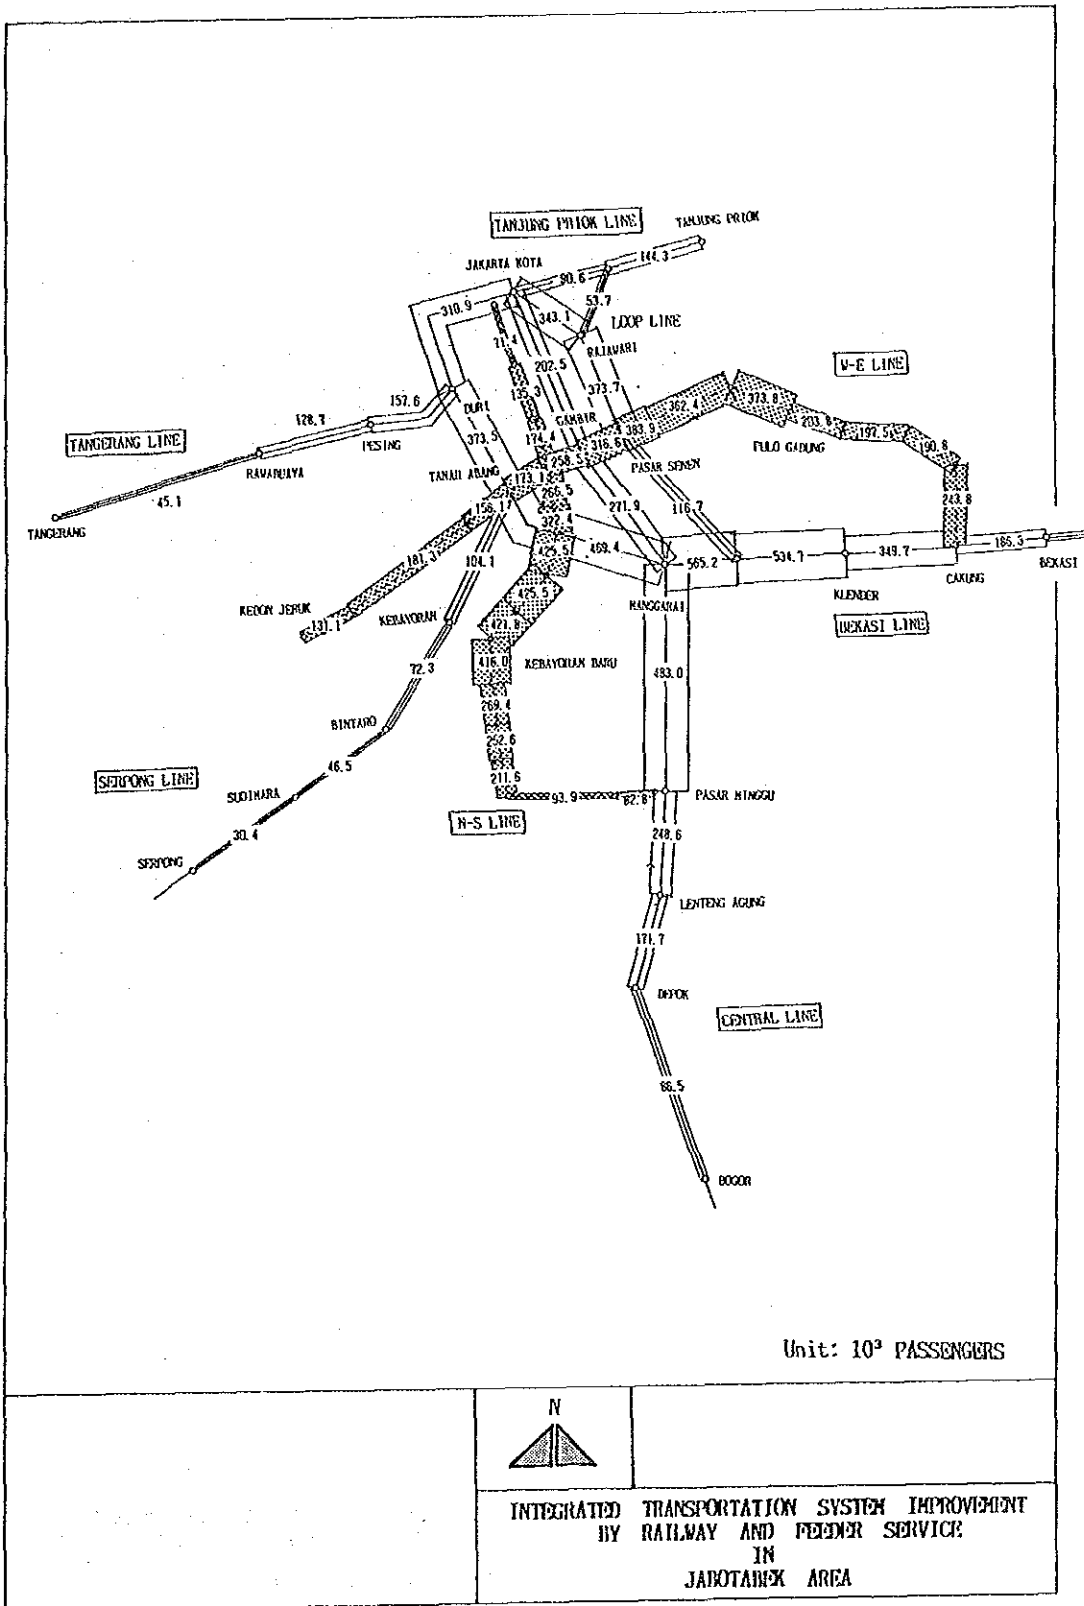 TANJUNG PRIOK LINE
TANJUNG PRIOK
JAKARTA KOTA
144.3
80.6
310.9
53.7
343.1
LOOP LINE
21.4
RAJAWARI
W-E LINE
202.5
373.7
135.3
362.4
373.8
157.6
128.7
DURI
GAMBIR
203.8
TANGERANG LINE
373.5
174.4
316.6
383.9
197.5
PESING
PULO GADUNG
190.8
RAWABUAYA
TANAH ABANG
173.1
258.5
PASAR SENEN
45.1
266.5
243.8
156.1
271.9
116.7
TANGERANG
322.4
181.3
425.5
469.4
565.2
534.7
349.7
186.3
BEKASI
104.1
CAKUNG
KEBON JERUK
425.5
MANGGARAI
KLENDER
131.1
KEBAYORAN
421.8
BEKASI LINE
72.3
416.0
KEBAYORAN BARU
483.0
269.4
BINTARO
252.6
46.5
SERPONG LINE
SUDIMARA
211.6
93.9
82.8
PASAR MINGGU
N-S LINE
30.4
248.6
SERPONG
LENTENG AGUNG
171.7
DEPOK
CENTRAL LINE
86.5
BOGOR
Unit: 10³ PASSENGERS
N
INTEGRATED TRANSPORTATION SYSTEM IMPROVEMENT
BY RAILWAY AND FEEDER SERVICE
IN
JABOTABEK AREA